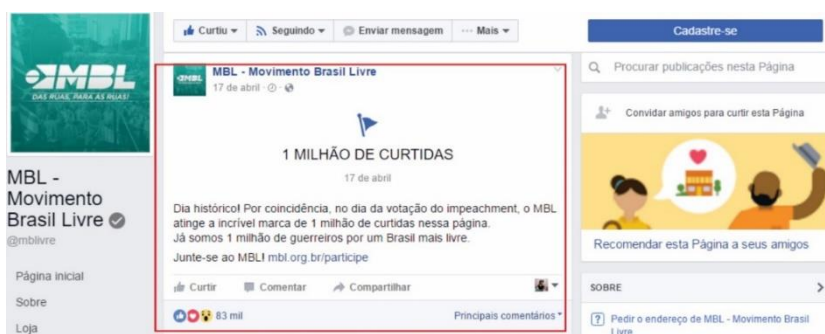 MBL
DAS RUAS, PARA AS RUAS!
MBL -
Movimento
Brasil Livre
@mblivre
Página inicial
Sobre
Loja
Curtiu
Seguindo
Enviar mensagem
Mais
MBL - Movimento Brasil Livre
17 de abril
1 MILHÃO DE CURTIDAS
17 de abril
Dia histórico! Por coincidência, no dia da votação do impeachment, o MBL
atinge a incrível marca de 1 milhão de curtidas nessa página.
Já somos 1 milhão de guerreiros por um Brasil mais livre.
Junte-se ao MBL! mbl.org.br/participe
Curtir Comentar Compartilhar
83 mil
Principais comentários
Cadastre-se
Procurar publicações nesta Página
Convidar amigos para curtir esta Página
Recomendar esta Página a seus amigos
SOBRE
Pedir o endereço de MBL - Movimento Brasil
Livre